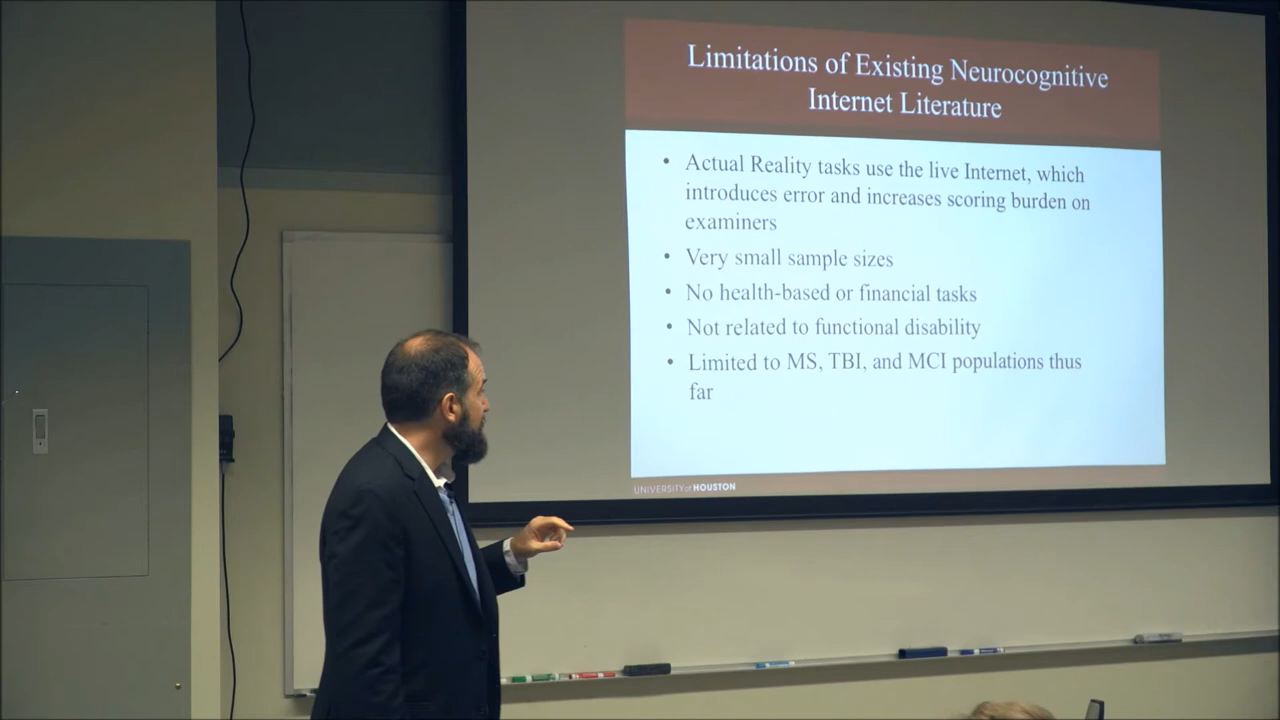 Limitations of Existing Neurocognitive
Internet Literature
• Actual Reality tasks use the live Internet, which
introduces error and increases scoring burden on
examiners
• Very small sample sizes
• No health-based or financial tasks
• Not related to functional disability
• Limited to MS, TBI, and MCI populations thus
far
UNIVERSITY of HOUSTON